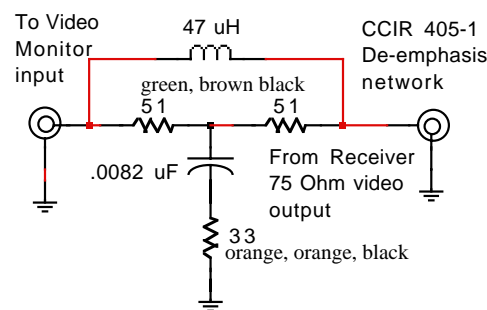 To Video
Monitor
input
47 uH
CCIR 405-1
De-emphasis
network
green, brown black
51
51
.0082 uF
From Receiver
75 Ohm video
output
33
orange, orange, black